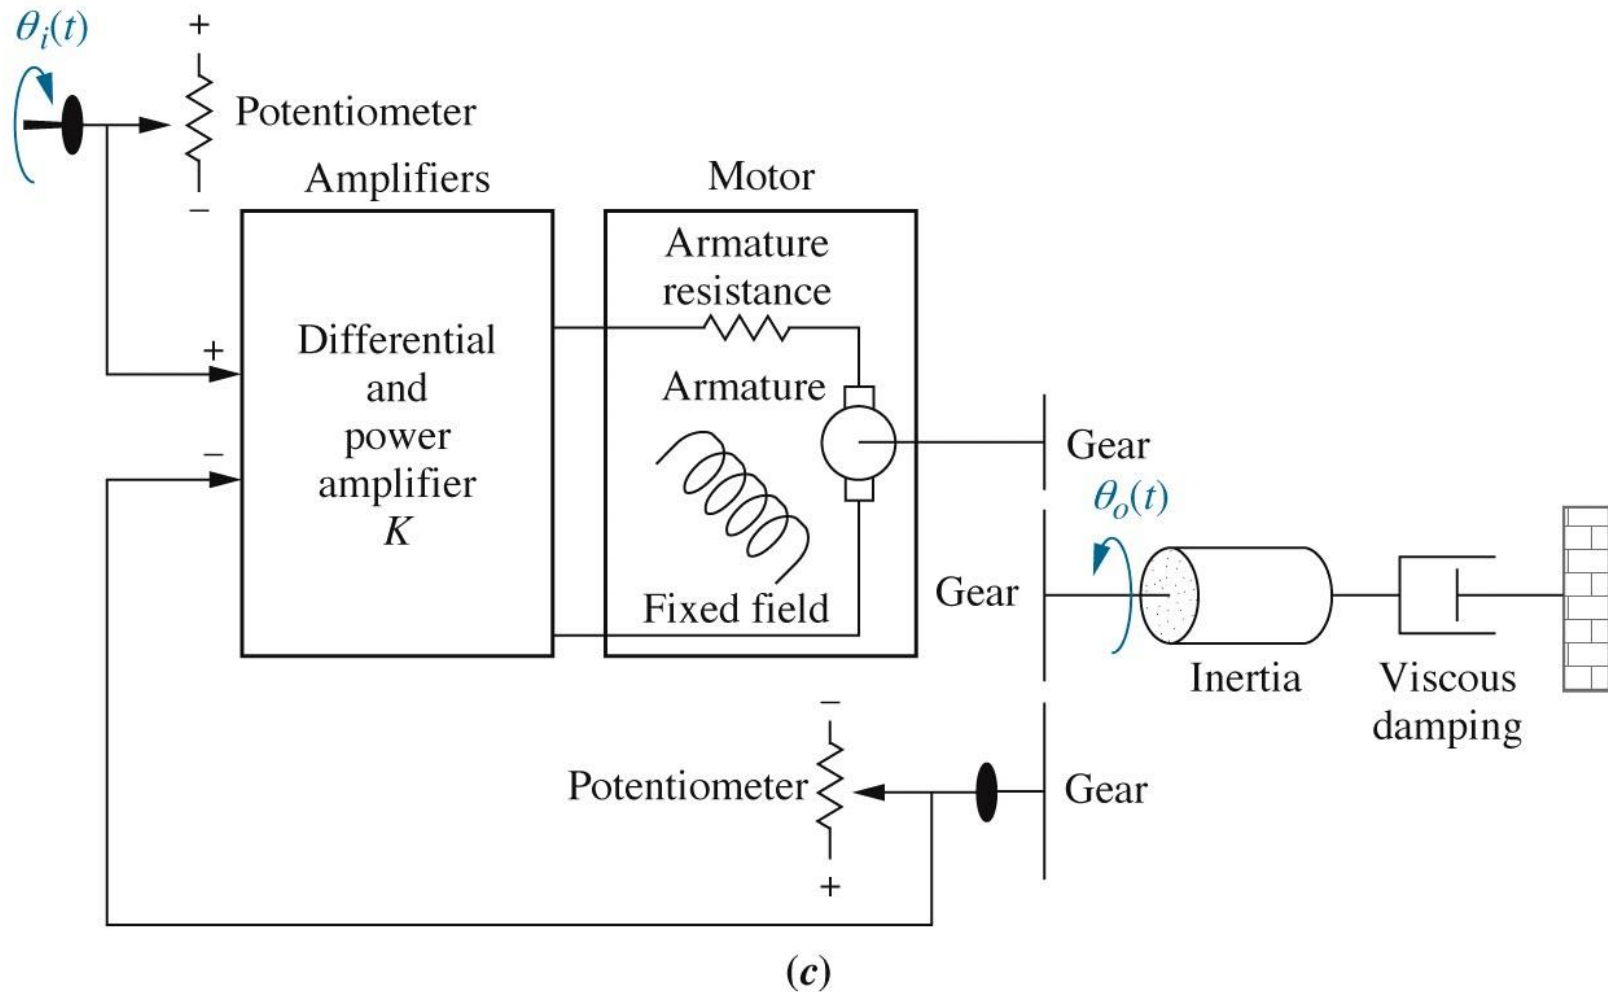 θi(t)
+
Potentiometer
−
Amplifiers
Motor
Armature
resistance
+
Differential
and
power
amplifier
K
−
Armature
Fixed field
Gear
θo(t)
Gear
Inertia
Viscous
damping
−
Potentiometer
+
Gear
(c)